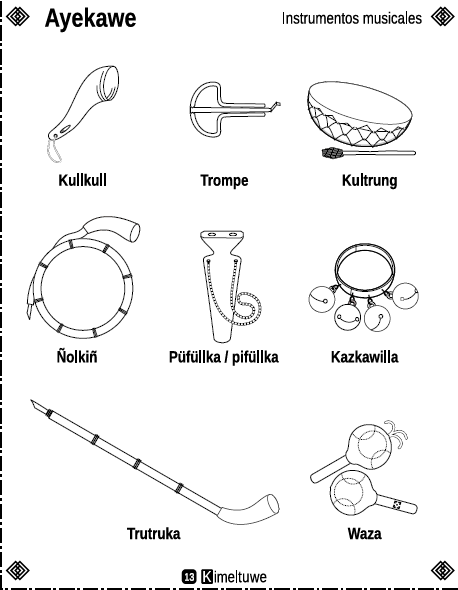 Ayekawe
Instrumentos musicales
Kullkull
Trompe
Kultrung
Ñolkiñ
Püfüllka / pifüllka
Kazkawilla
Trutruka
Waza
13 Kimeltuwe